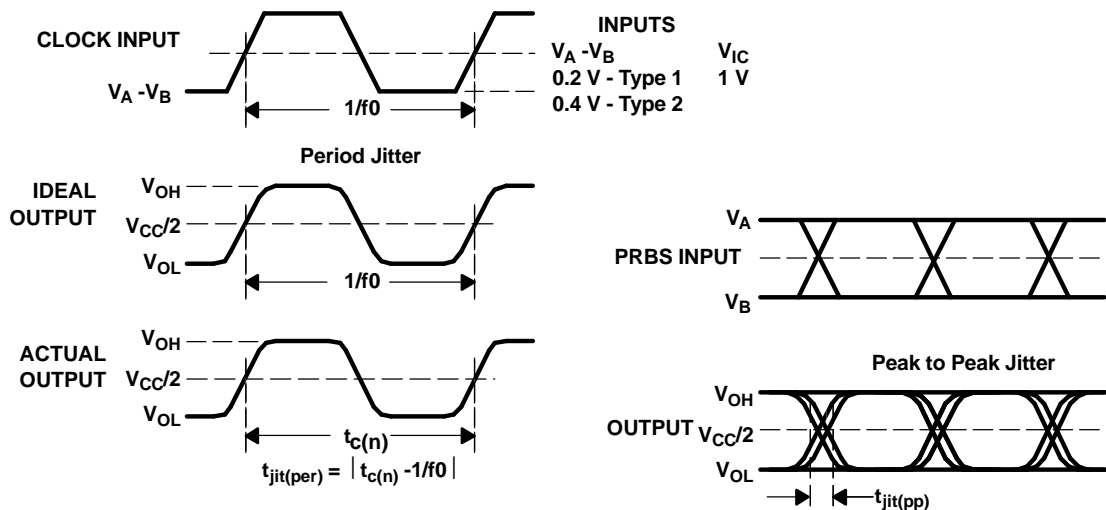 CLOCK INPUT
VA -VB
1/f0
INPUTS
VA -VB VIC
0.2 V - Type 1 1 V
0.4 V - Type 2
Period Jitter
IDEAL
OUTPUT
VOH
VCC/2
VOL
1/f0
ACTUAL
OUTPUT
VOH
VCC/2
VOL
tc(n)
tjit(per) = | tc(n) -1/f0 |
VA
PRBS INPUT
VB
Peak to Peak Jitter
VOH
OUTPUT VCC/2
VOL
tjit(pp)